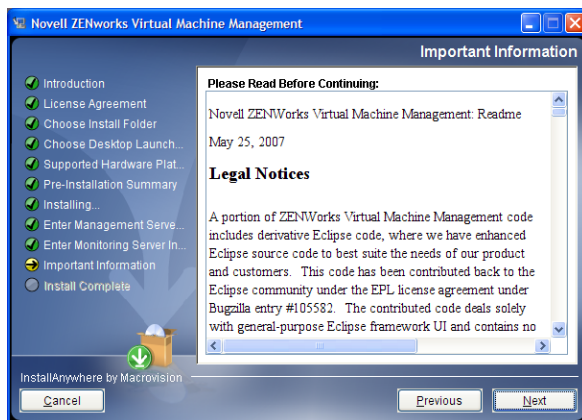 Novell ZENworks Virtual Machine Management
Important Information
Introduction
License Agreement
Choose Install Folder
Choose Desktop Launch...
Supported Hardware Plat...
Pre-Installation Summary
Installing...
Enter Management Serve...
Enter Monitoring Server In...
Important Information
Install Complete
Please Read Before Continuing:
Novell ZENWorks Virtual Machine Management: Readme
May 25, 2007
Legal Notices
A portion of ZENWorks Virtual Machine Management code
includes derivative Eclipse code, where we have enhanced
Eclipse source code to best suite the needs of our product
and customers. This code has been contributed back to the
Eclipse community under the EPL license agreement under
Bugzilla entry #105582. The contributed code deals solely
with general-purpose Eclipse framework UI and contains no
InstallAnywhere by Macrovision
Cancel
Previous
Next